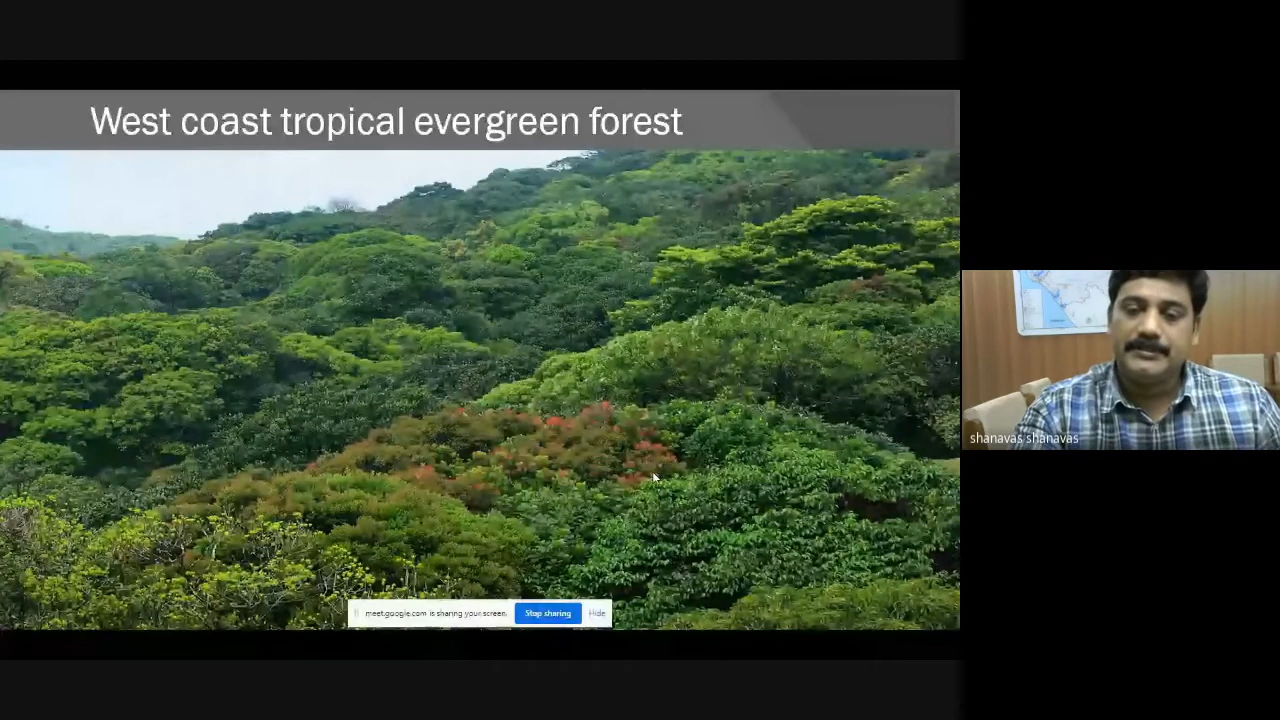 West coast tropical evergreen forest
shanavas shanavas
meet.google.com is sharing your screen.
Stop sharing
Hide